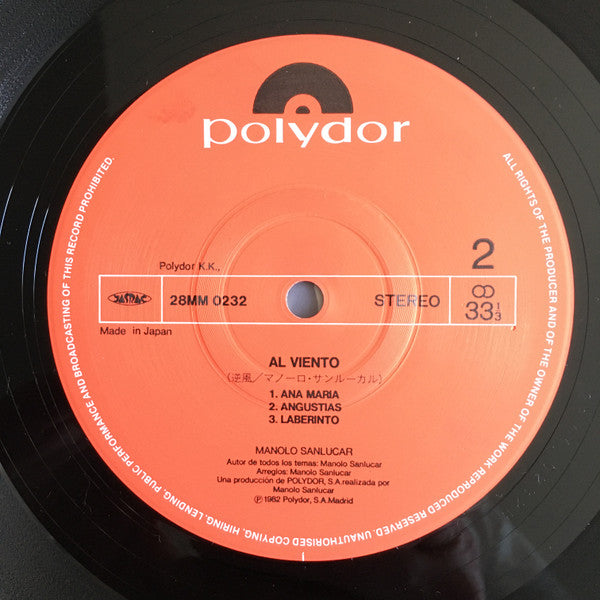 polydor
2
Polydor K.K.,
JASRAC
28MM 0232
STEREO
33 1/3
Made in Japan
AL VIENTO
(逆風/マノーロ・サンルーカル)
1. ANA MARIA
2. ANGUSTIAS
3. LABERINTO
MANOLO SANLUCAR
Autor de todos los temas: Manolo Sanlucar
Arreglos: Manolo Sanlucar
Una producción de POLYDOR, S.A.realizada por
Manolo Sanlucar
Ⓟ1982 Polydor, S.A.Madrid
ALL RIGHTS OF THE PRODUCER AND OF THE OWNER OF THE WORK REPRODUCED RESERVED. UNAUTHORISED COPYING, HIRING, LENDING, PUBLIC PERFORMANCE AND BROADCASTING OF THIS RECORD PROHIBITED.